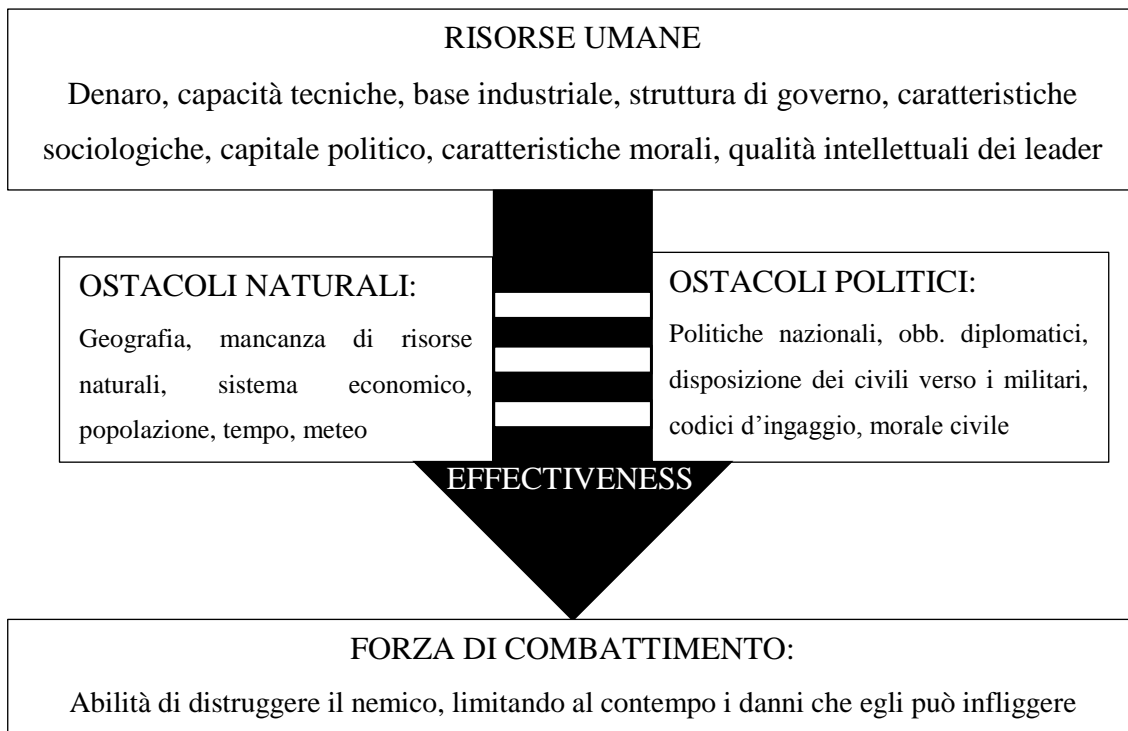 RISORSE UMANE
Denaro, capacità tecniche, base industriale, struttura di governo, caratteristiche
sociologiche, capitale politico, caratteristiche morali, qualità intellettuali dei leader
OSTACOLI NATURALI:
Geografia, mancanza di risorse
naturali, sistema economico,
popolazione, tempo, meteo
OSTACOLI POLITICI:
Politiche nazionali, obb. diplomatici,
disposizione dei civili verso i militari,
codici d'ingaggio, morale civile
EFFECTIVENESS
FORZA DI COMBATTIMENTO:
Abilità di distruggere il nemico, limitando al contempo i danni che egli può infliggere